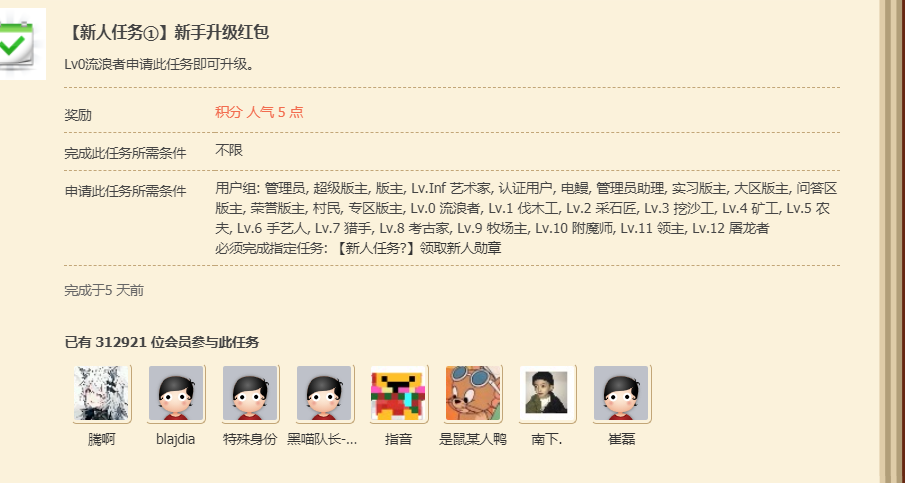 【新人任务①】新手升级红包
Lv0流浪者申请此任务即可升级。
奖励
积分 人气 5 点
完成此任务所需条件
不限
申请此任务所需条件
用户组: 管理员, 超级版主, 版主, Lv.Inf 艺术家, 认证用户, 电鳗, 管理员助理, 实习版主, 大区版主, 问答区
版主, 荣誉版主, 村民, 专区版主, Lv.0 流浪者, Lv.1 伐木工, Lv.2 采石匠, Lv.3 挖沙工, Lv.4 矿工, Lv.5 农
夫, Lv.6 手艺人, Lv.7 猎手, Lv.8 考古家, Lv.9 牧场主, Lv.10 附魔师, Lv.11 领主, Lv.12 屠龙者
必须完成指定任务: 【新人任务?】领取新人勋章
完成于5 天前
已有 312921 位会员参与此任务
腾啊
blajdia
特殊身份
黑喵队长-...
指音
是鼠某人鸭
南下.
崔磊